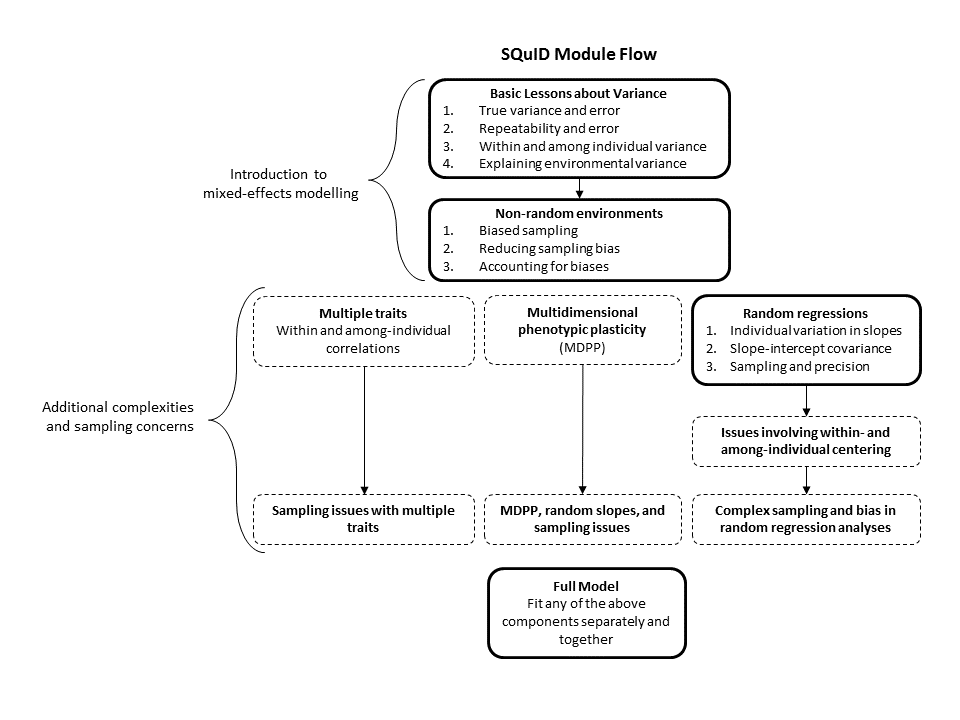 SQuID Module Flow
Basic Lessons about Variance
1. True variance and error
2. Repeatability and error
3. Within and among individual variance
4. Explaining environmental variance
Introduction to
mixed-effects modelling
Non-random environments
1. Biased sampling
2. Reducing sampling bias
3. Accounting for biases
Additional complexities
and sampling concerns
Multiple traits
Within and among-individual
correlations
Multidimensional
phenotypic plasticity
(MDPP)
Random regressions
1. Individual variation in slopes
2. Slope-intercept covariance
3. Sampling and precision
Issues involving within- and
among-individual centering
Sampling issues with multiple
traits
MDPP, random slopes, and
sampling issues
Complex sampling and bias in
random regression analyses
Full Model
Fit any of the above
components separately and
together